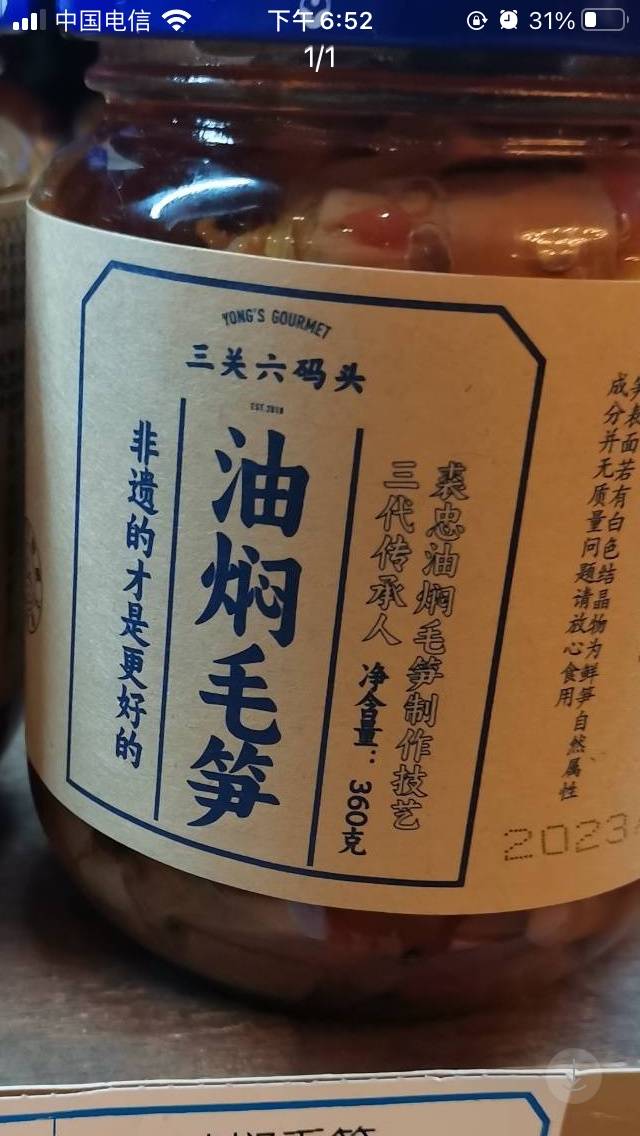 中国电信
下午6:52
31%
1/1
YONG'S GOURMET
三关六码头
EST.2018
油焖毛笋
非遗的才是更好的
裘忠油焖毛笋制作技艺
三代传承人
净含量：360克
笋表面若有白色结晶物为鲜笋自然属性
成分并无质量问题请放心食用
2023